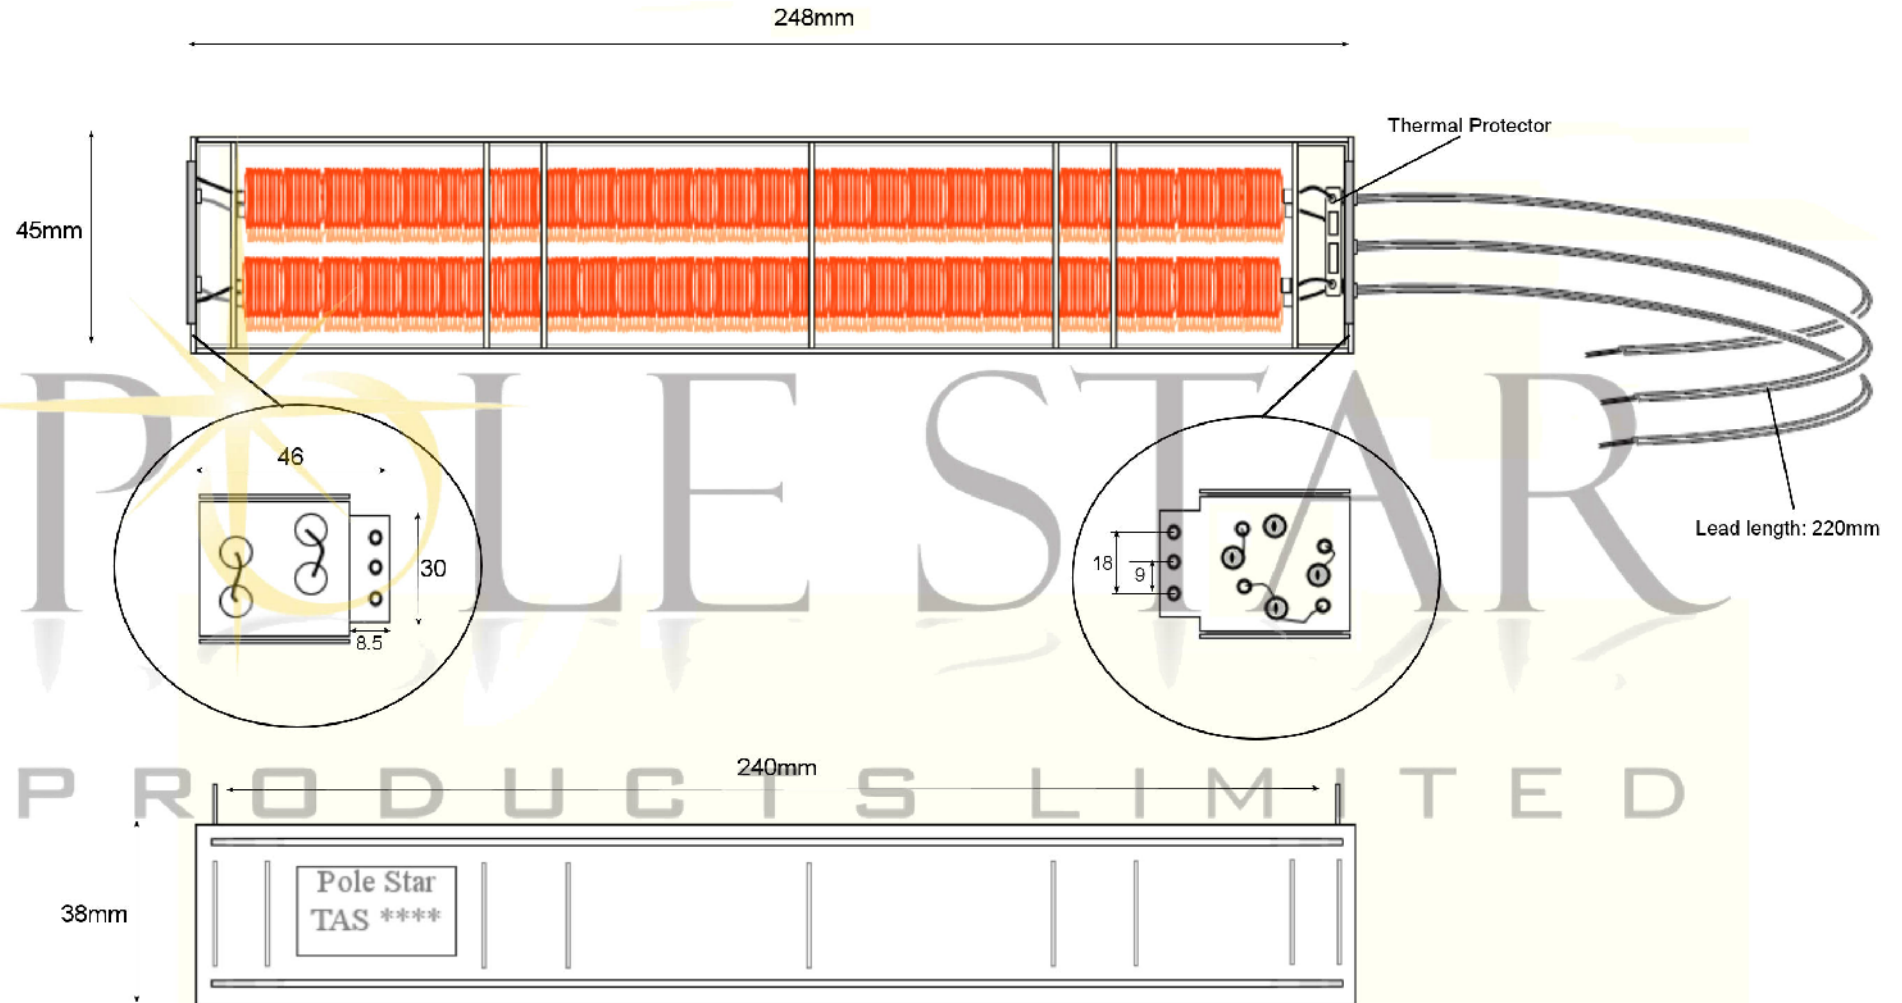 248mm
Thermal Protector
45mm
POLE STAR
46
30
8.5
18
9
Lead length: 220mm
240mm
PRODUCTS LIMITED
Pole Star
TAS ****
38mm